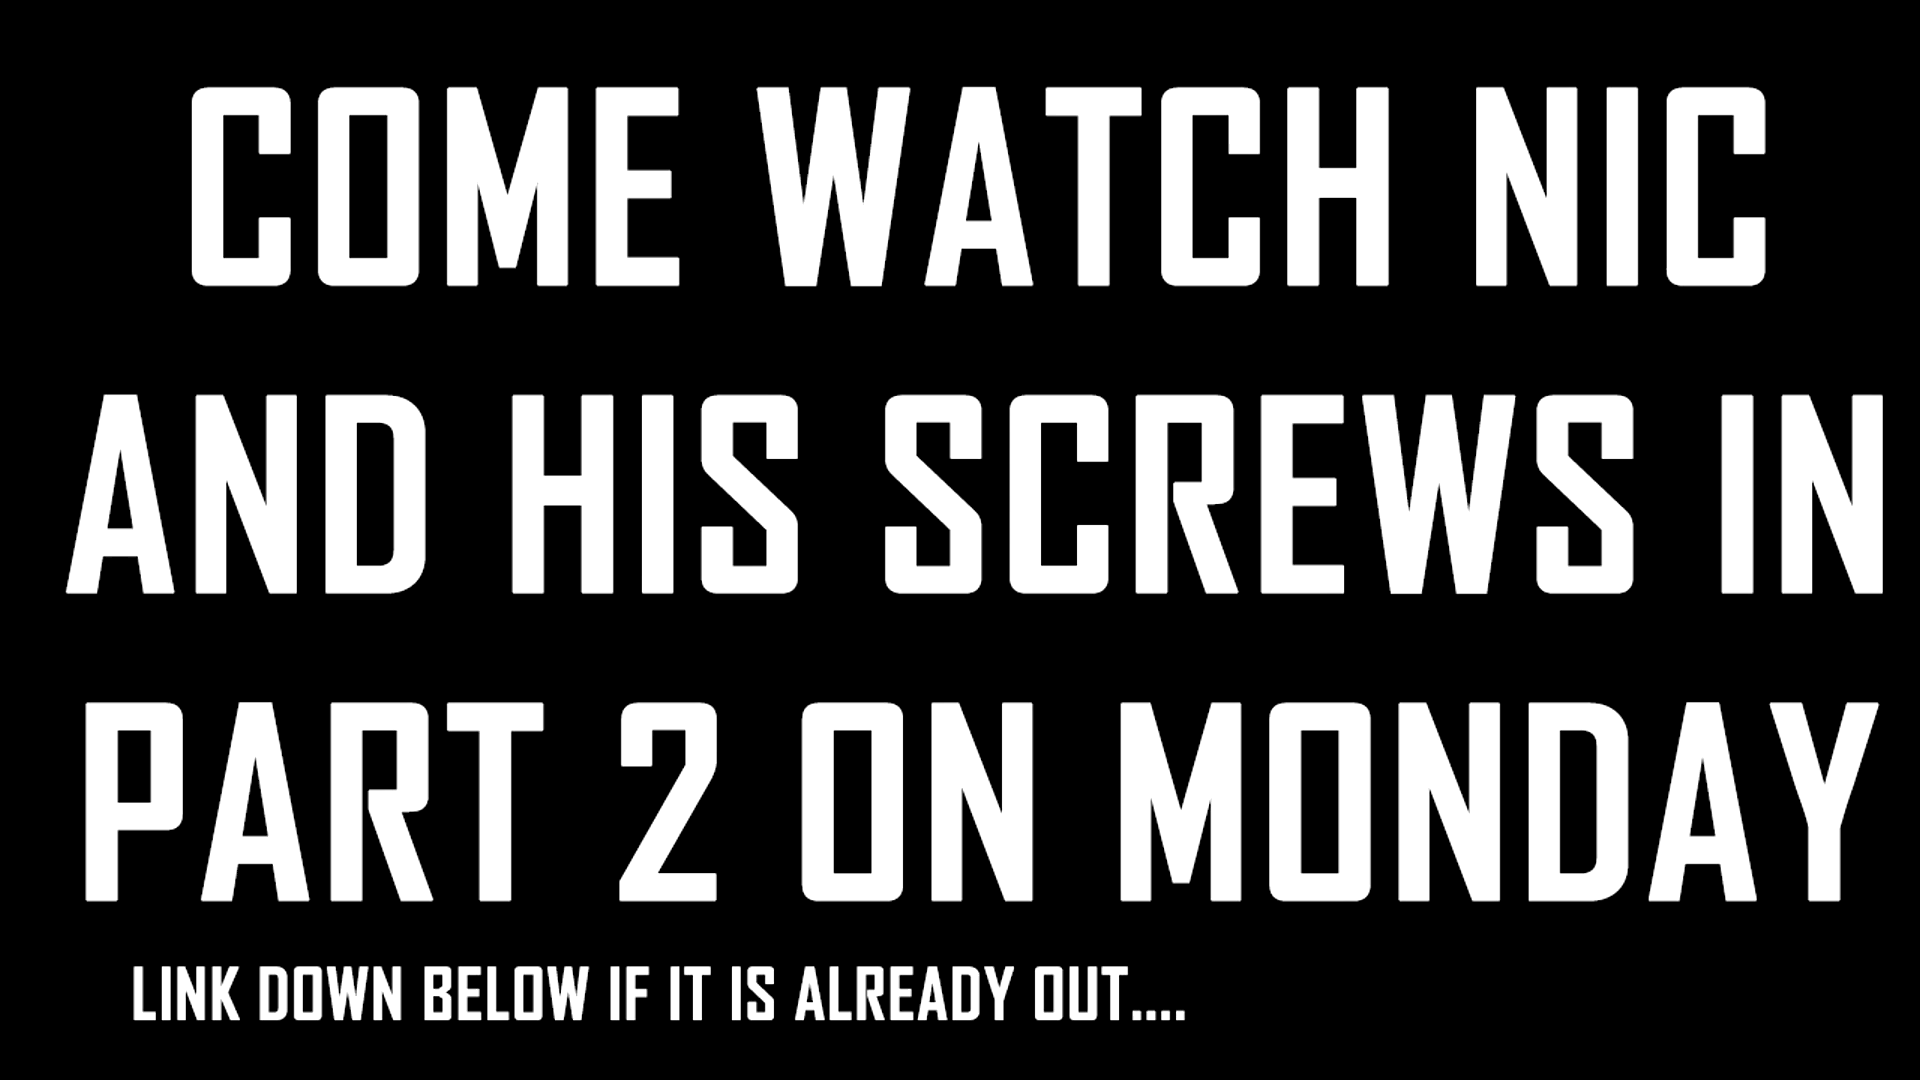 COME WATCH NIC
AND HIS SCREWS IN
PART 2 ON MONDAY
LINK DOWN BELOW IF IT IS ALREADY OUT....